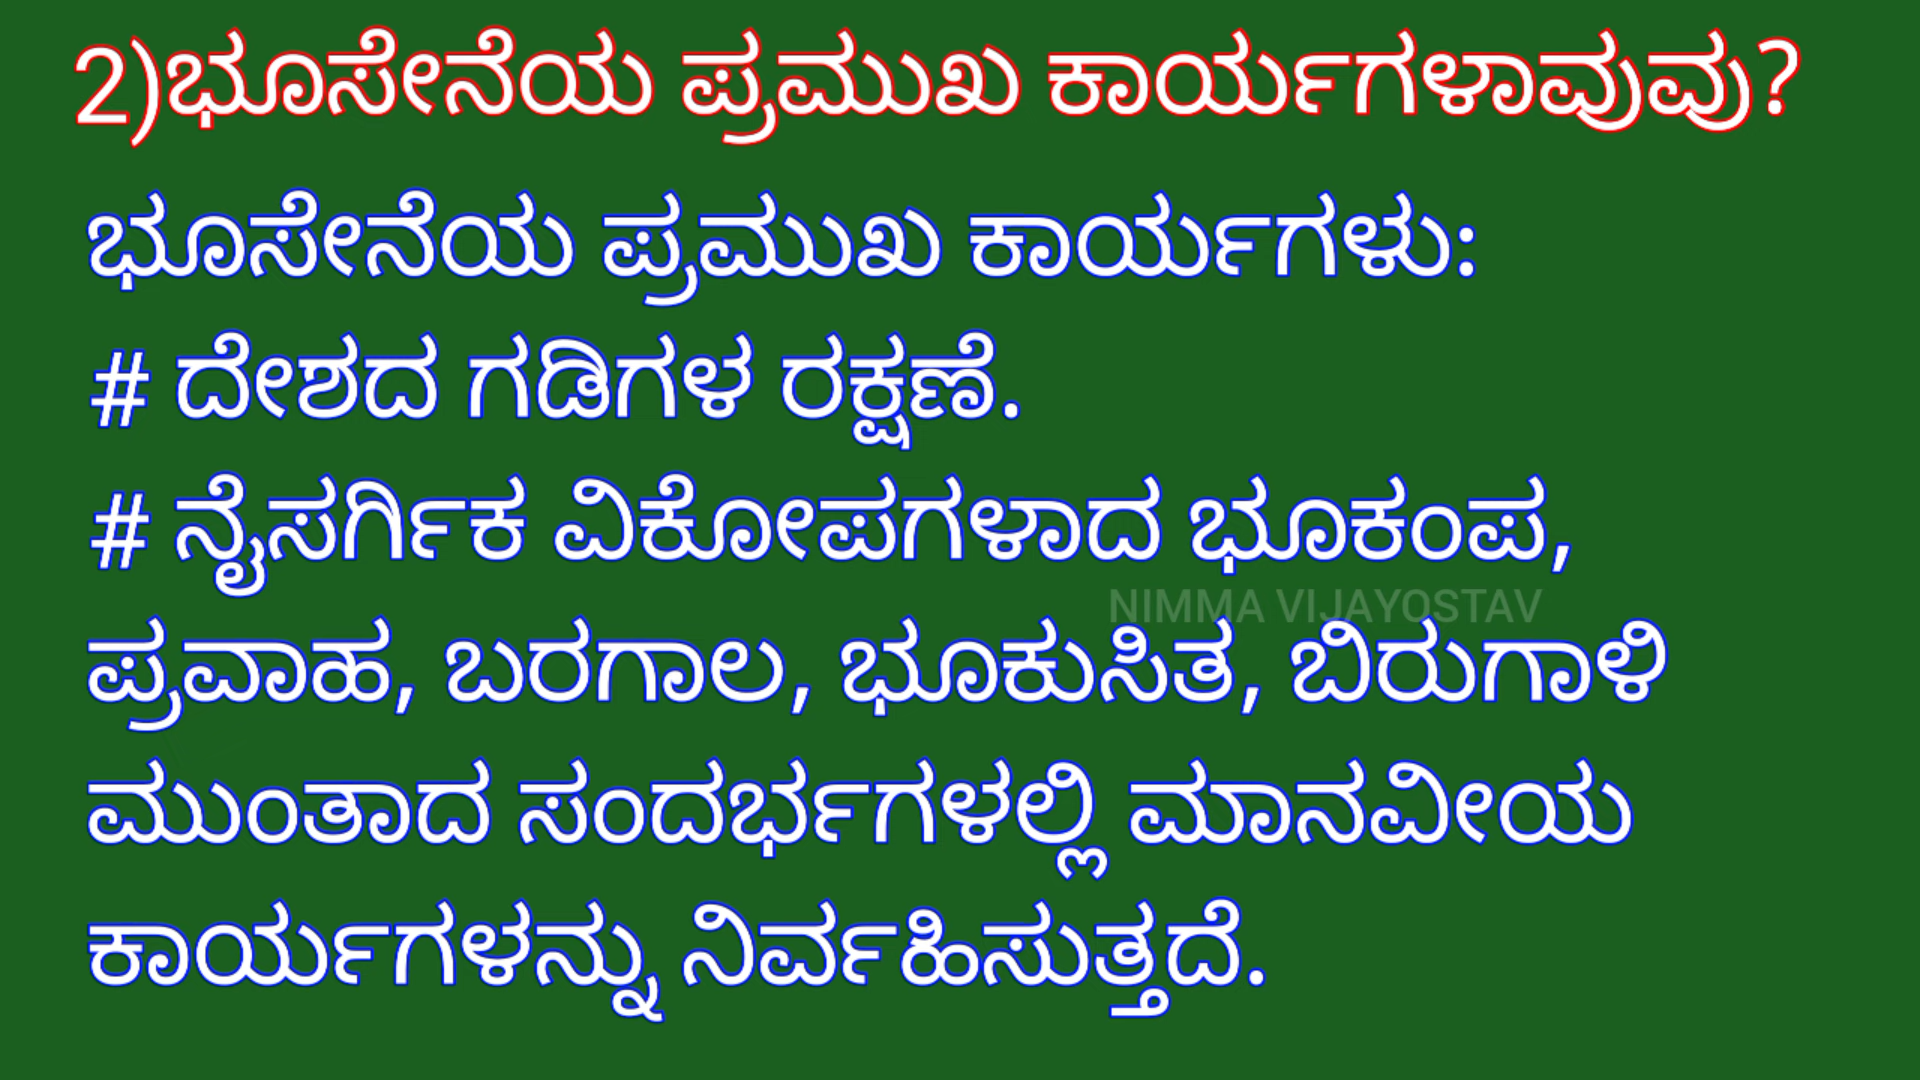 2)ಭೂಸೇನೆಯ ಪ್ರಮುಖ ಕಾರ್ಯಗಳಾವುವು?
ಭೂಸೇನೆಯ ಪ್ರಮುಖ ಕಾರ್ಯಗಳು:
# ದೇಶದ ಗಡಿಗಳ ರಕ್ಷಣೆ.
# ನೈಸರ್ಗಿಕ ವಿಕೋಪಗಳಾದ ಭೂಕಂಪ,
NIMMA VIJAYOSTAV
ಪ್ರವಾಹ, ಬರಗಾಲ, ಭೂಕುಸಿತ, ಬಿರುಗಾಳಿ
ಮುಂತಾದ ಸಂದರ್ಭಗಳಲ್ಲಿ ಮಾನವೀಯ
ಕಾರ್ಯಗಳನ್ನು ನಿರ್ವಹಿಸುತ್ತದೆ.